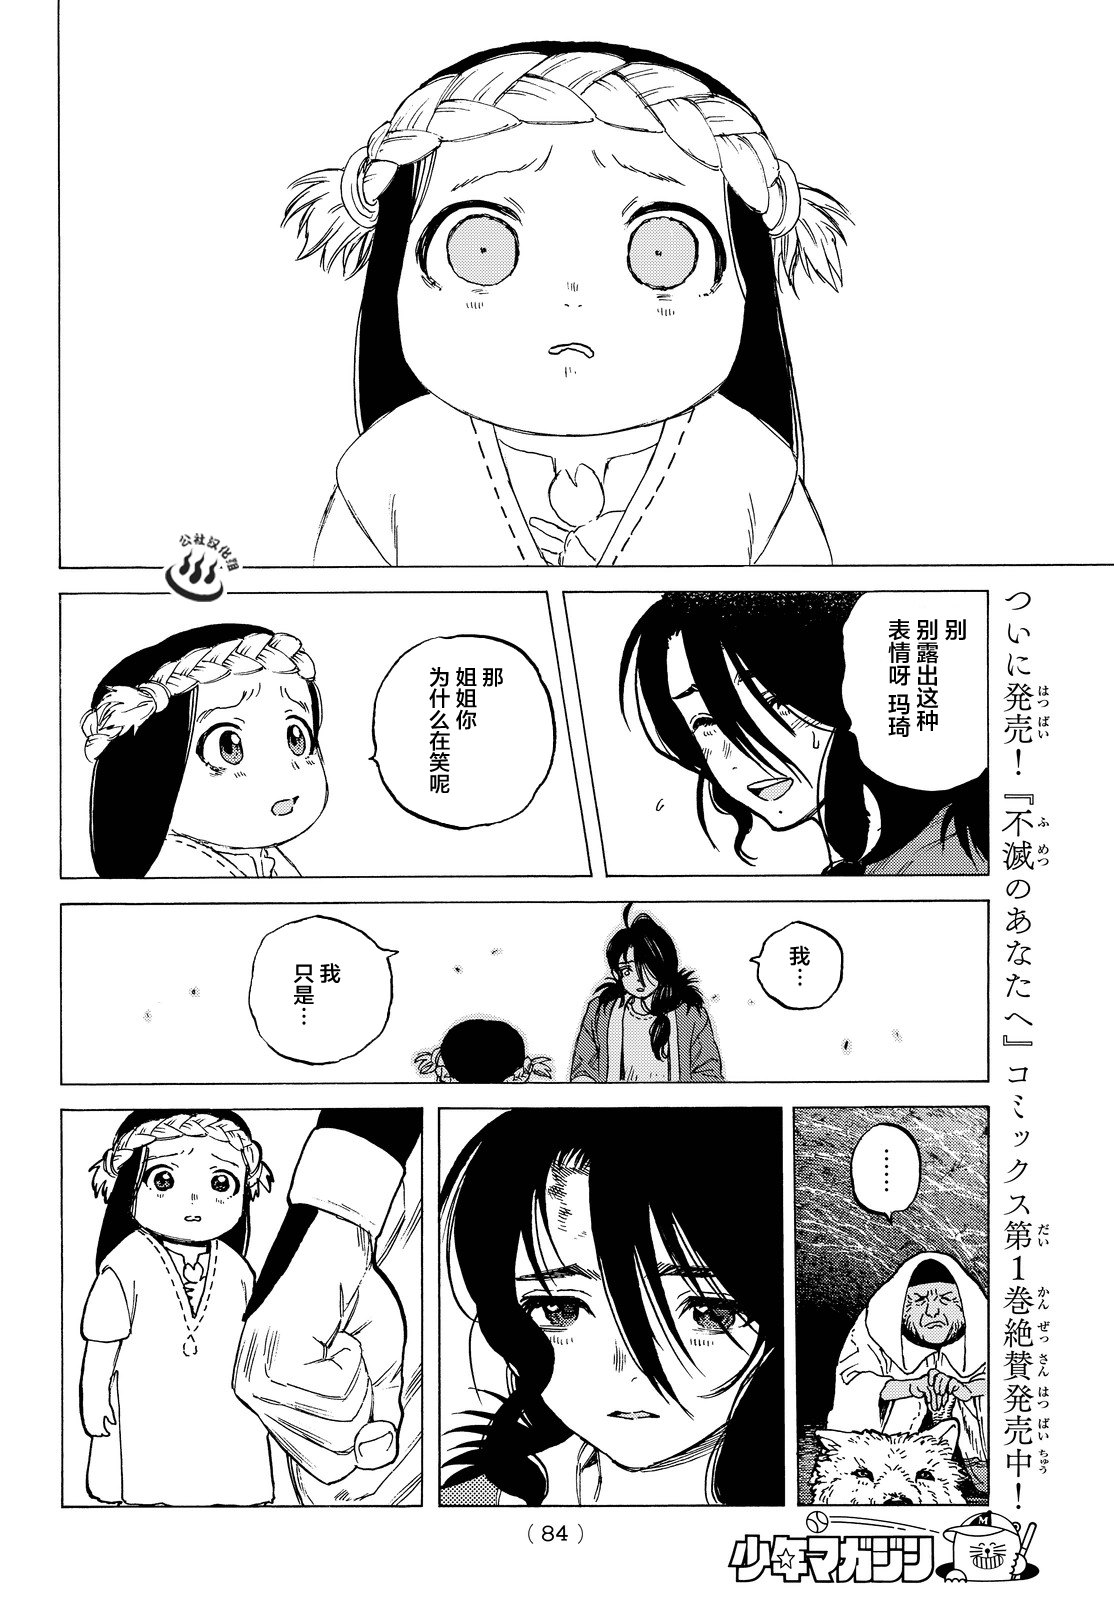 公社汉化组
别
别露出这种
表情呀 玛琦
那
姐姐你
为什么在笑呢
我…
我
只是…
……
ついに発売！『不滅のあなたへ』コミックス第1巻絶賛発売中！
はつ ばい
ふ めつ
だい
かん
ぜっ さん はつ ばい ちゅう
(84)
M
少年マガジン